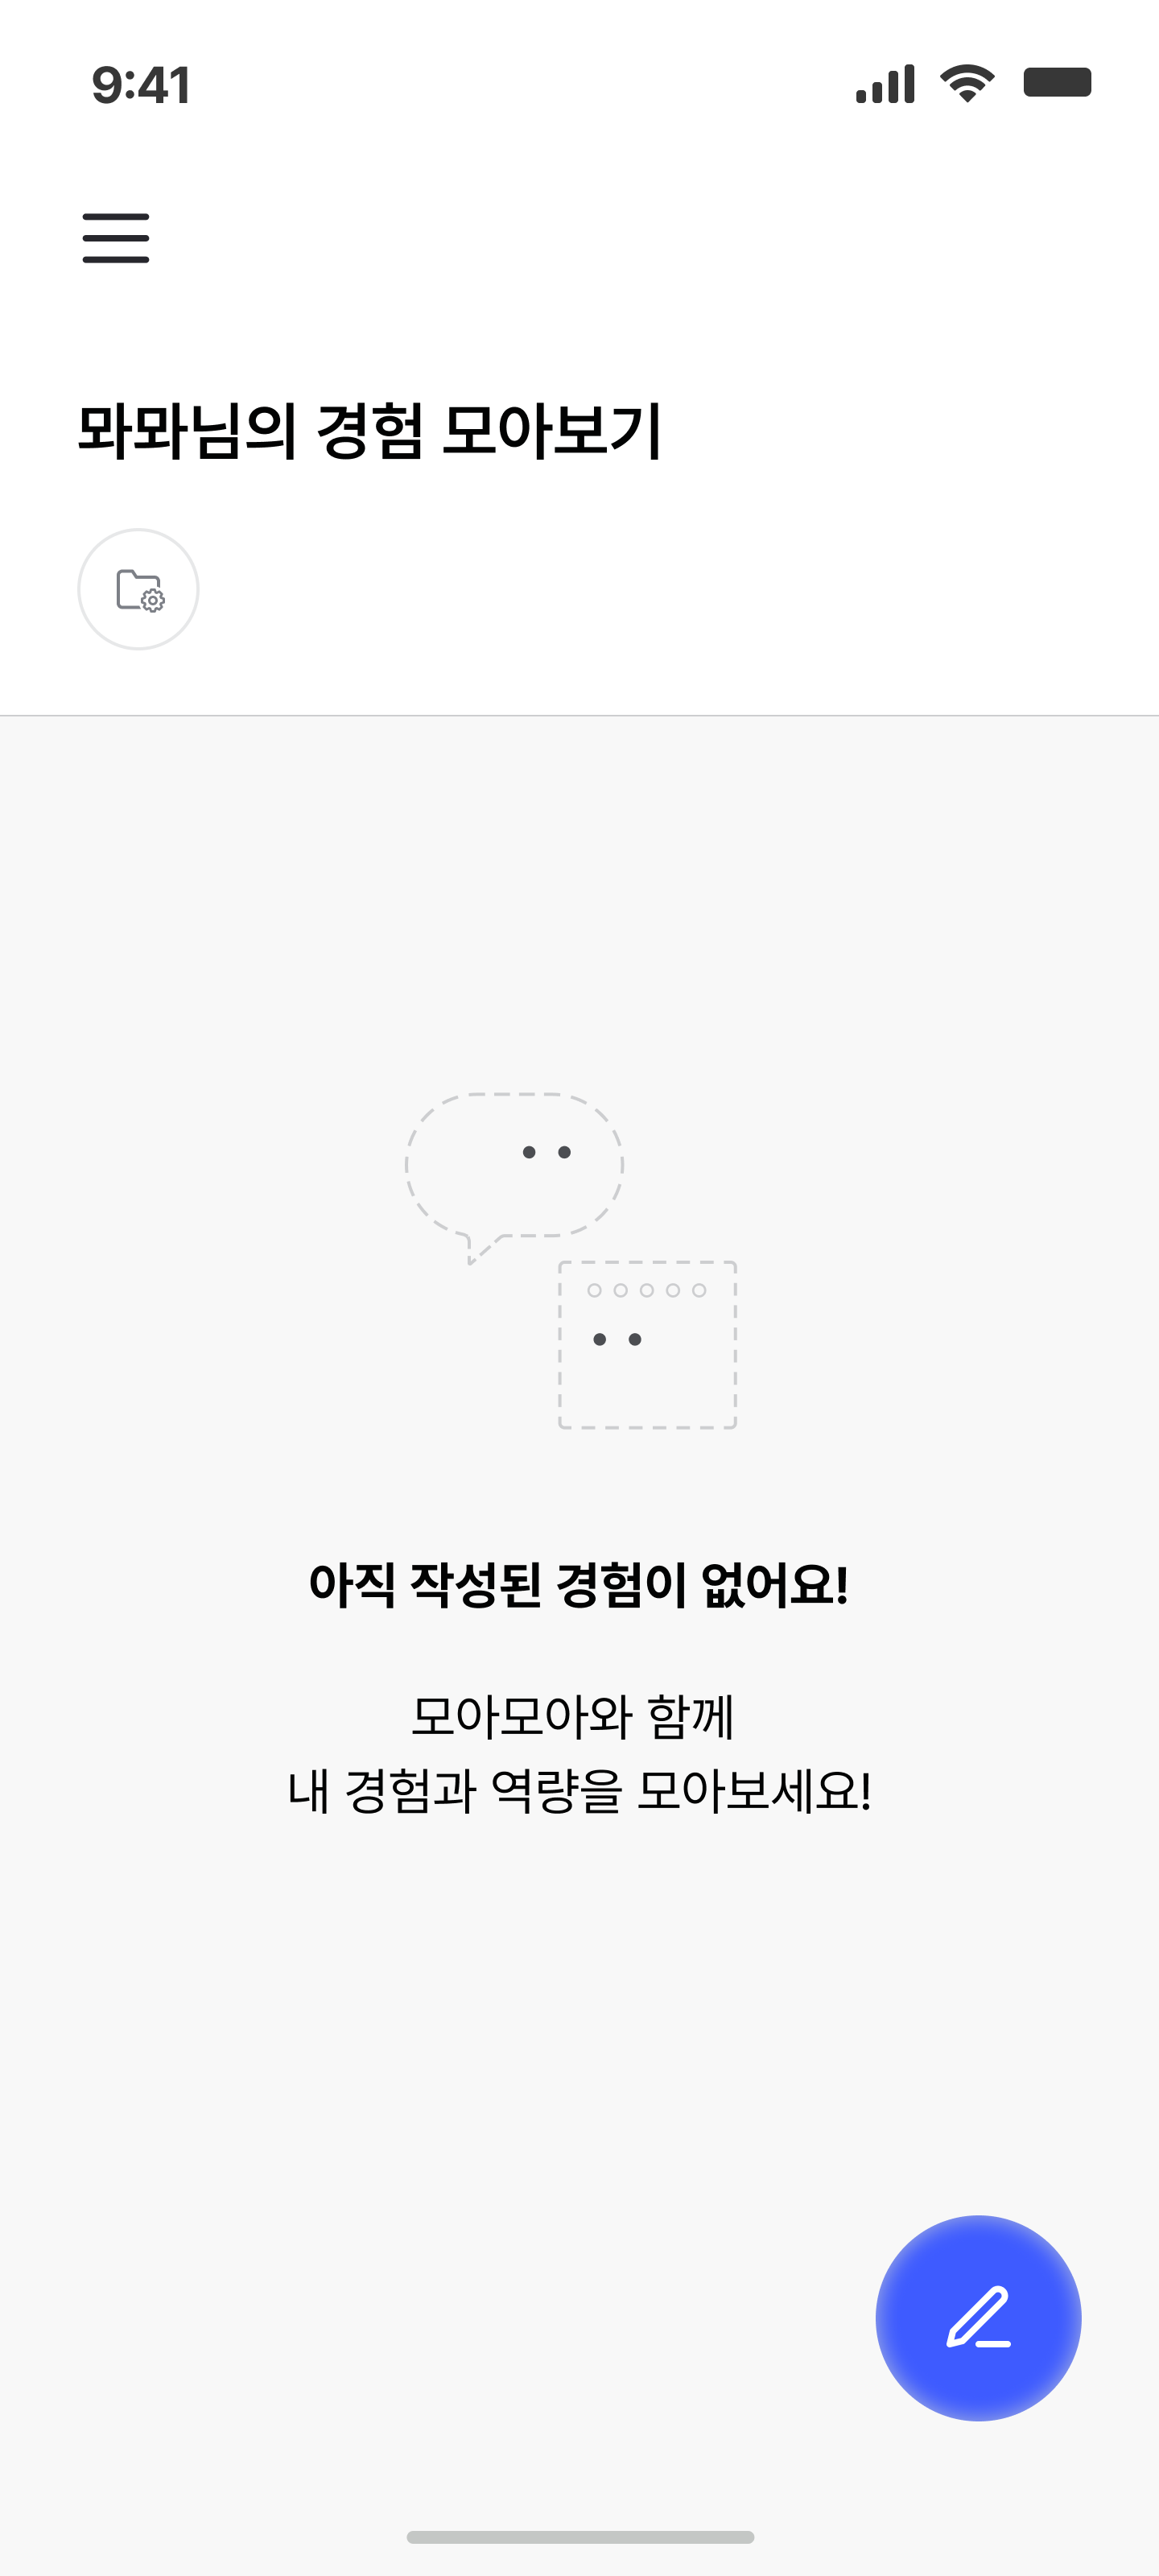 9:41
뫄뫄님의 경험 모아보기
아직 작성된 경험이 없어요!
모아모아와 함께
내 경험과 역량을 모아보세요!